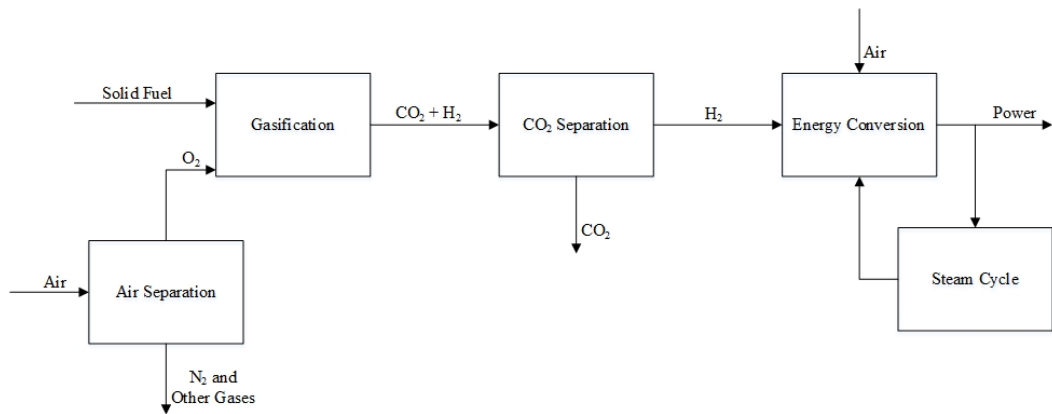 Air
Solid Fuel
Gasification
CO₂ + H₂
CO₂ Separation
H₂
Energy Conversion
Power
O₂
CO₂
Air
Air Separation
Steam Cycle
N₂ and
Other Gases